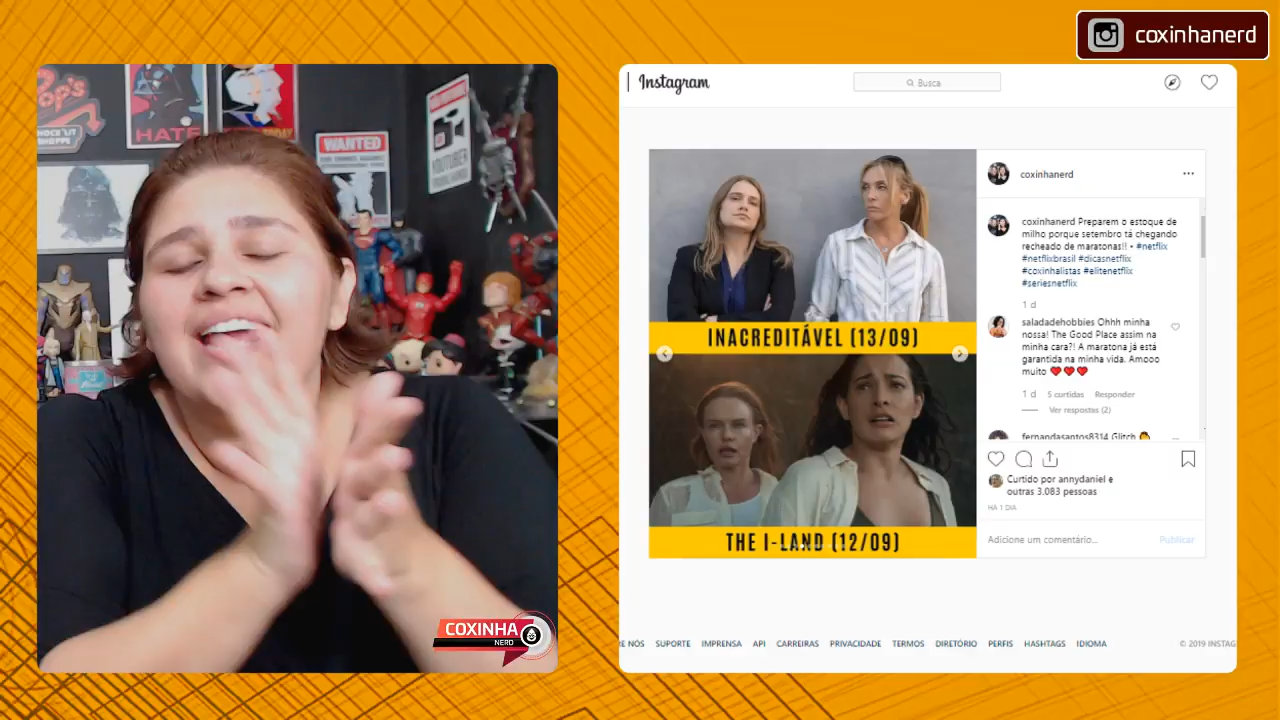 coxinhanerd
Instagram
Busca
HATE
WANTED
YOUTUBER
coxinhanerd
coxinhanerd Preparem o estoque de
milho porque setembro tá chegando
recheado de maratonas!! • #netflix
#netflixbrasil #dicasnetflix
#coxinhalistas #elitenetflix
#seriesnetflix
1 d
saladadehobbies Ohhh minha
nossa! The Good Place assim na
minha cara?! A maratona já está
garantida na minha vida. Amooo
muito ❤️❤️❤️
1 d 5 curtidas Responder
Ver respostas (2)
fernandasantos8314 Glitch
INACREDITÁVEL (13/09)
THE I-LAND (12/09)
Curtido por annydaniel e
outras 3.083 pessoas
HÁ 1 DIA
Adicione um comentário... Publicar
COXINHA
NERD
E NÓS SUPORTE IMPRENSA API CARREIRAS PRIVACIDADE TERMOS DIRETÓRIO PERFIS HASHTAGS IDIOMA © 2019 INSTAG